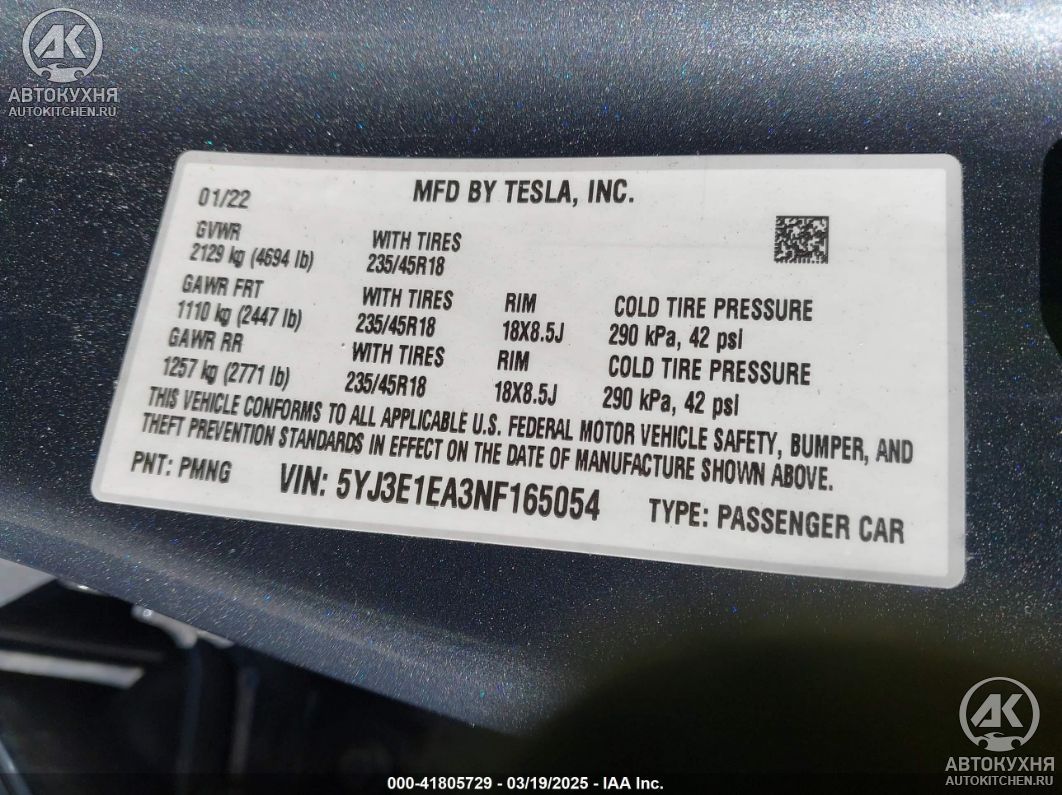 AK
АВТОКУХНЯ
AUTOKITCHEN.RU
01/22
MFD BY TESLA, INC.
GVWR
2129 kg (4694 lb)
WITH TIRES
235/45R18
GAWR FRT
1110 kg (2447 lb)
WITH TIRES
235/45R18
RIM
18X8.5J
COLD TIRE PRESSURE
290 kPa, 42 psi
GAWR RR
1257 kg (2771 lb)
WITH TIRES
235/45R18
RIM
18X8.5J
COLD TIRE PRESSURE
290 kPa, 42 psi
THIS VEHICLE CONFORMS TO ALL APPLICABLE U.S. FEDERAL MOTOR VEHICLE SAFETY, BUMPER, AND
THEFT PREVENTION STANDARDS IN EFFECT ON THE DATE OF MANUFACTURE SHOWN ABOVE.
PNT: PMNG
VIN: 5YJ3E1EA3NF165054
TYPE: PASSENGER CAR
AK
АВТОКУХНЯ
AUTOKITCHEN.RU
000-41805729 - 03/19/2025 - IAA Inc.